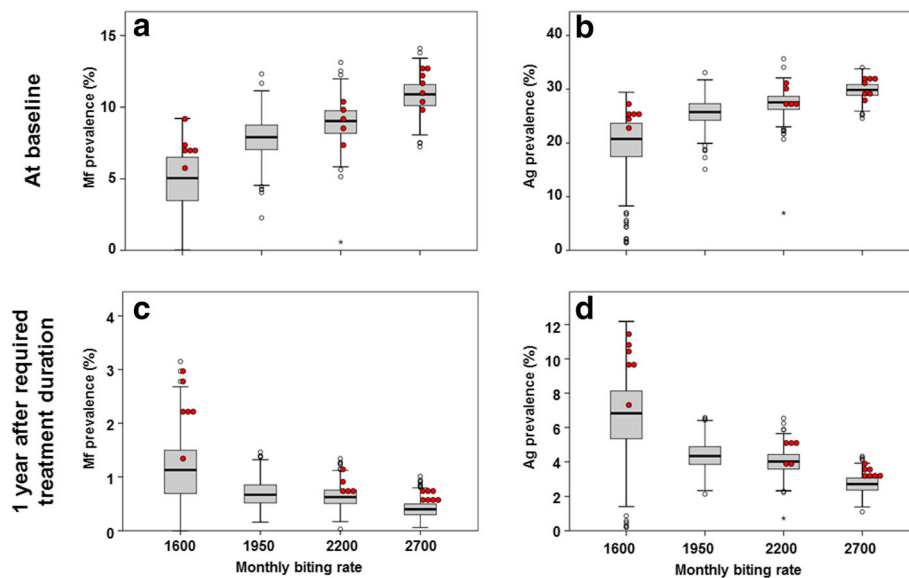 At baseline
a
Mf prevalence (%)
15
10
5
0
b
Ag prevalence (%)
40
30
20
10
0
1 year after required
treatment duration
c
Mf prevalence (%)
4
3
2
1
0
1600
1950
2200
2700
Monthly biting rate
d
Ag prevalence (%)
12
10
8
6
4
2
0
1600
1950
2200
2700
Monthly biting rate